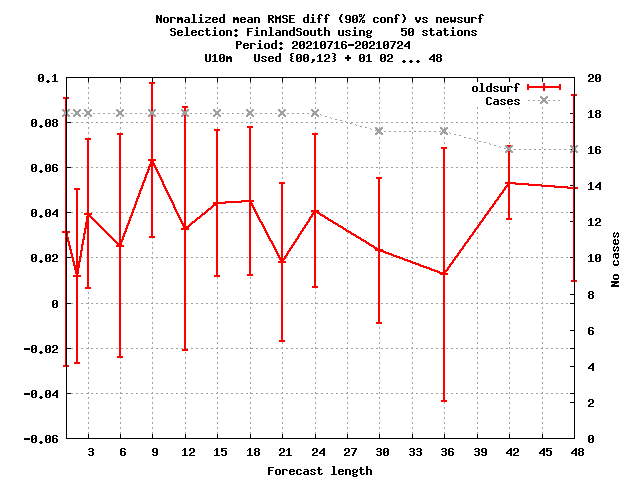 Normalized mean RMSE diff (90% conf) vs newsurf
Selection: FinlandSouth using    50 stations
Period: 20210716-20210724
U10m   Used {00,12} + 01 02 ... 48
oldsurf
Cases
0.1
0.08
0.06
0.04
0.02
0
-0.02
-0.04
-0.06
20
18
16
14
12
10
8
6
4
2
0
No cases
3 6 9 12 15 18 21 24 27 30 33 36 39 42 45 48
Forecast length